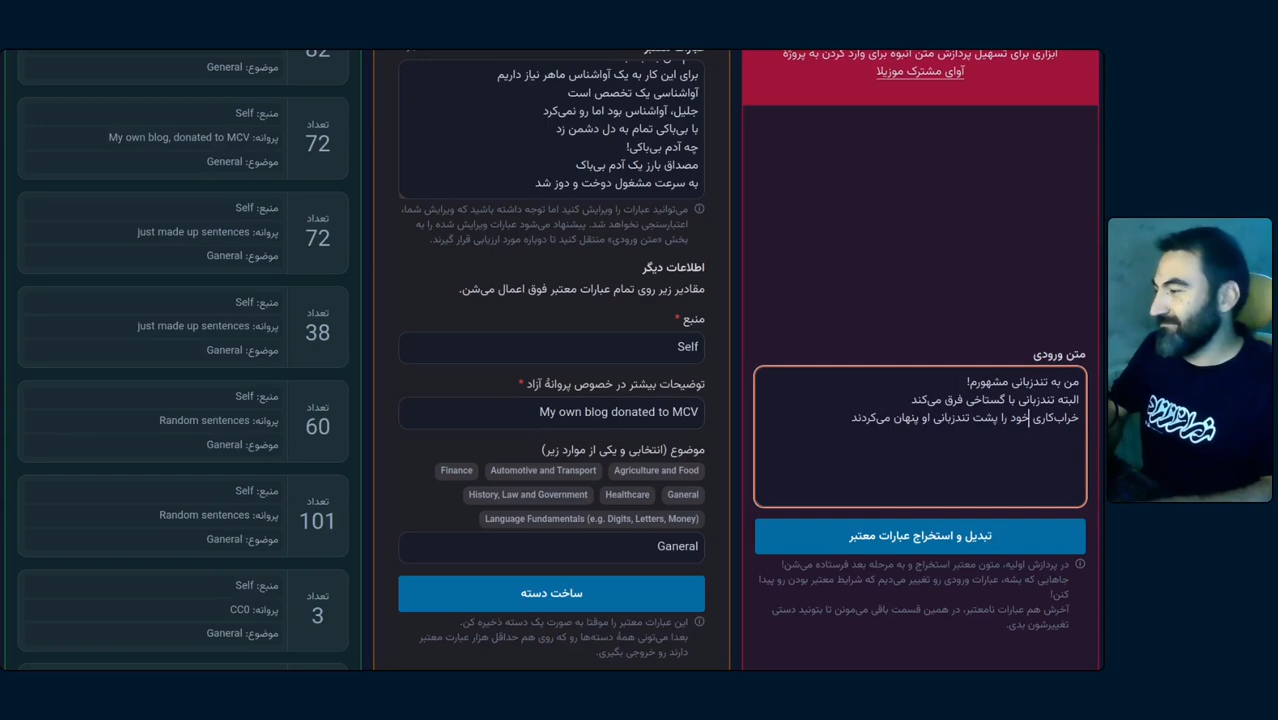 ابزاری برای تسهیل پردازش متن انبوه برای وارد کردن به پروژه
آوای مشترک موزیلا
متن ورودی
من به تندزبانی مشهورم!
البته تندزبانی با گستاخی فرق می‌کند
خراب‌کاری خود را پشت تندزبانی او پنهان می‌کردند
تبدیل و استخراج عبارات معتبر
در پردازش اولیه، متون معتبر استخراج و به مرحله بعد فرستاده می‌شن!
جاهایی که بشه، عبارات ورودی رو تغییر می‌دیم که شرایط معتبر بودن رو پیدا
کنن!
آخرش هم عبارات نامعتبر، در همین قسمت باقی می‌مونن تا بتونید دستی
تغییرشون بدی.
عبارات معتبر
برای این کار به یک آواشناس ماهر نیاز داریم
آواشناسی یک تخصص است
جلیل، آواشناس بود اما رو نمی‌کرد
با بی‌باکی تمام به دل دشمن زد
چه آدم بی‌باکی!
مصداق بارز یک آدم بی‌باک
به سرعت مشغول دوخت و دوز شد
می‌توانید عبارات را ویرایش کنید اما توجه داشته باشید که ویرایش شما،
اعتبارسنجی نخواهد شد. پیشنهاد می‌شود عبارات ویرایش شده را به
بخش «متن ورودی» منتقل کنید تا دوباره مورد ارزیابی قرار گیرند.
اطلاعات دیگر
مقادیر زیر روی تمام عبارات معتبر فوق اعمال می‌شن.
منبع *
Self
توضیحات بیشتر در خصوص پروانهٔ آزاد *
My own blog donated to MCV
موضوع (انتخابی و یکی از موارد زیر)
Agriculture and Food Automotive and Transport Finance
General Healthcare History, Law and Government
Language Fundamentals (e.g. Digits, Letters, Money)
Ganeral
ساخت دسته
این عبارات معتبر را موقتا به صورت یک دسته ذخیره کن.
بعدا می‌تونی همهٔ دسته‌ها رو که روی هم حداقل هزار عبارت معتبر
دارند رو خروجی بگیری.
82
موضوع: General
تعداد
72
منبع: Self
پروانه: My own blog, donated to MCV
موضوع: General
تعداد
72
منبع: Self
پروانه: just made up sentences
موضوع: Ganeral
تعداد
38
منبع: Self
پروانه: just made up sentences
موضوع: Ganeral
تعداد
60
منبع: Self
پروانه: Random sentences
موضوع: General
تعداد
101
منبع: Self
پروانه: Random sentences
موضوع: Ganeral
تعداد
3
منبع: Self
پروانه: CC0
موضوع: Ganeral